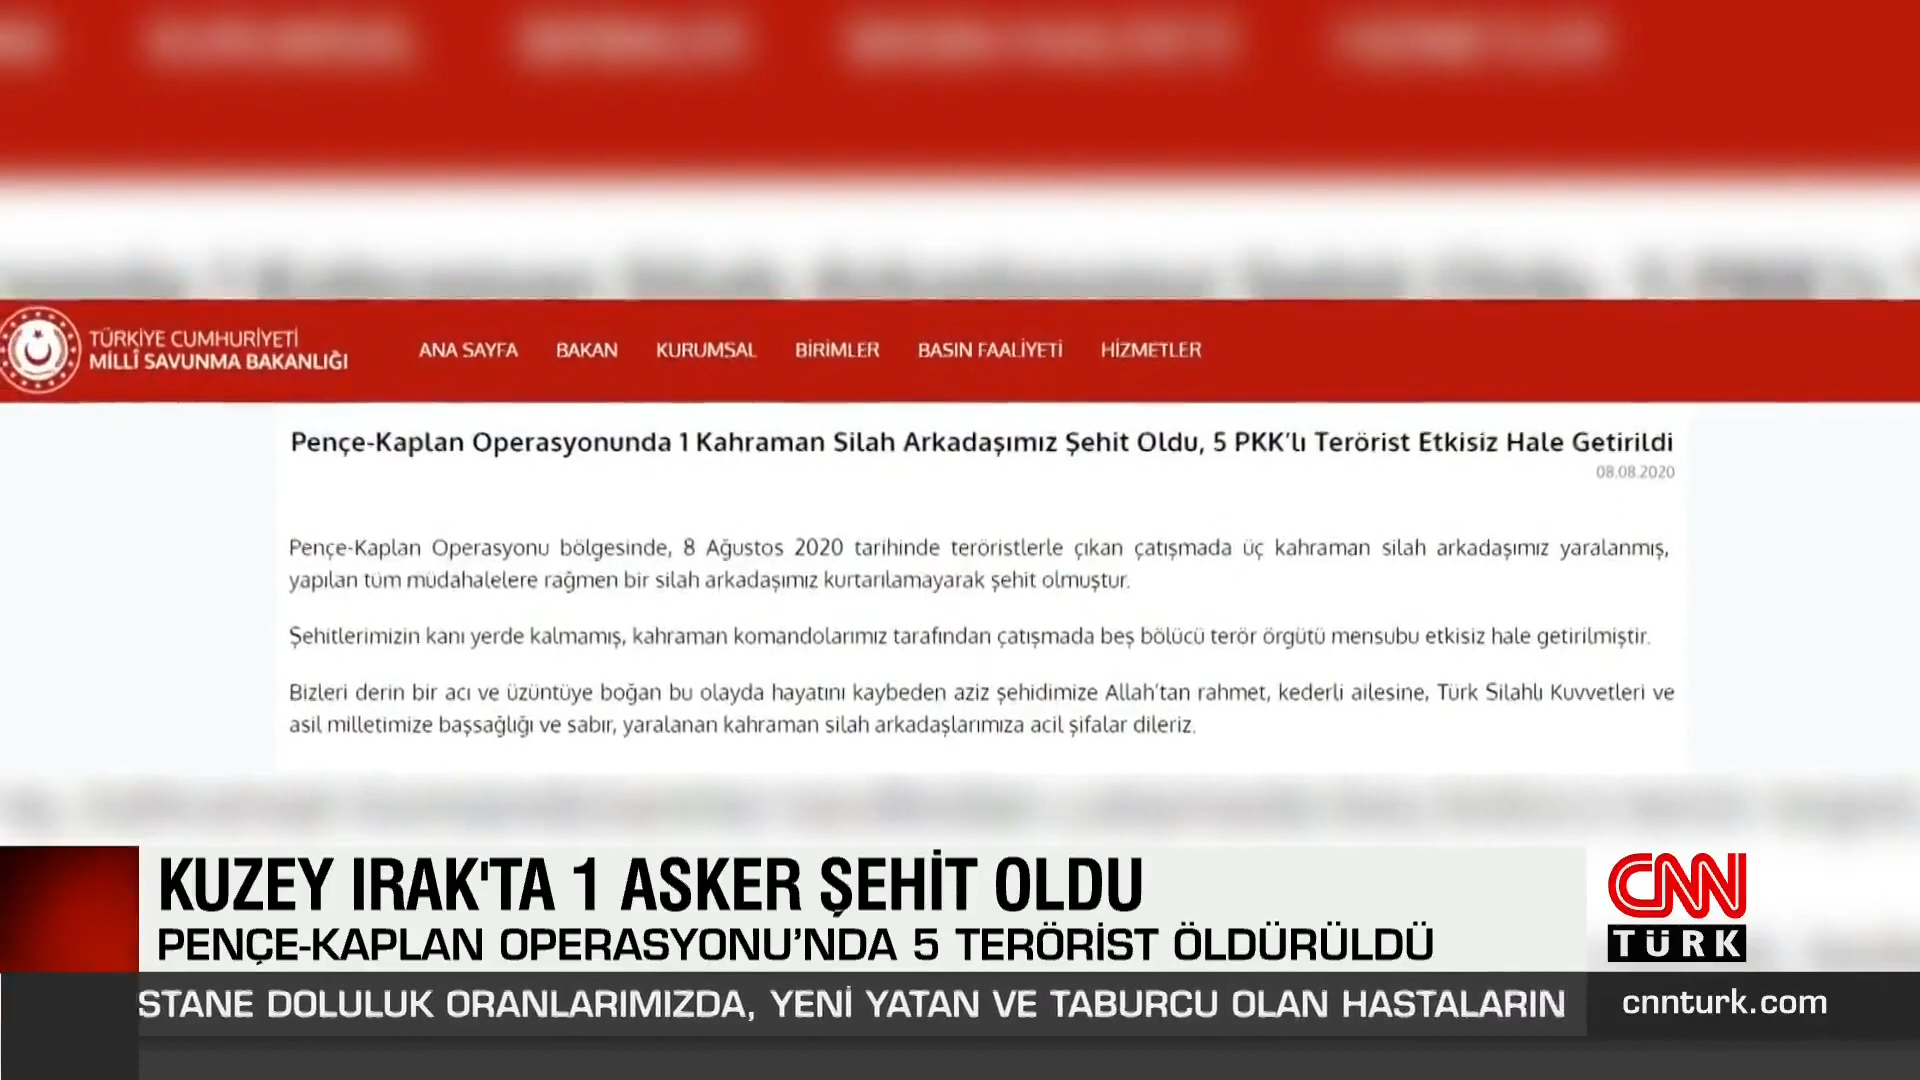 TÜRKİYE CUMHURİYETİ
MİLLÎ SAVUNMA BAKANLIĞI
ANA SAYFA BAKAN KURUMSAL BİRİMLER BASIN FAALİYETİ HİZMETLER
Pençe-Kaplan Operasyonunda 1 Kahraman Silah Arkadaşımız Şehit Oldu, 5 PKK'lı Terörist Etkisiz Hale Getirildi
08.08.2020
Pençe-Kaplan Operasyonu bölgesinde, 8 Ağustos 2020 tarihinde teröristlerle çıkan çatışmada üç kahraman silah arkadaşımız yaralanmış,
yapılan tüm müdahalelere rağmen bir silah arkadaşımız kurtarılamayarak şehit olmuştur.
Şehitlerimizin kanı yerde kalmamış, kahraman komandolarımız tarafından çatışmada beş bölücü terör örgütü mensubu etkisiz hale getirilmiştir.
Bizleri derin bir acı ve üzüntüye boğan bu olayda hayatını kaybeden aziz şehidimize Allah'tan rahmet, kederli ailesine, Türk Silahlı Kuvvetleri ve
asil milletimize başsağlığı ve sabır, yaralanan kahraman silah arkadaşlarımıza acil şifalar dileriz.
KUZEY IRAK'TA 1 ASKER ŞEHİT OLDU
PENÇE-KAPLAN OPERASYONU'NDA 5 TERÖRİST ÖLDÜRÜLDÜ
CNN
TÜRK
STANE DOLULUK ORANLARIMIZDA, YENİ YATAN VE TABURCU OLAN HASTALARIN
cnnturk.com